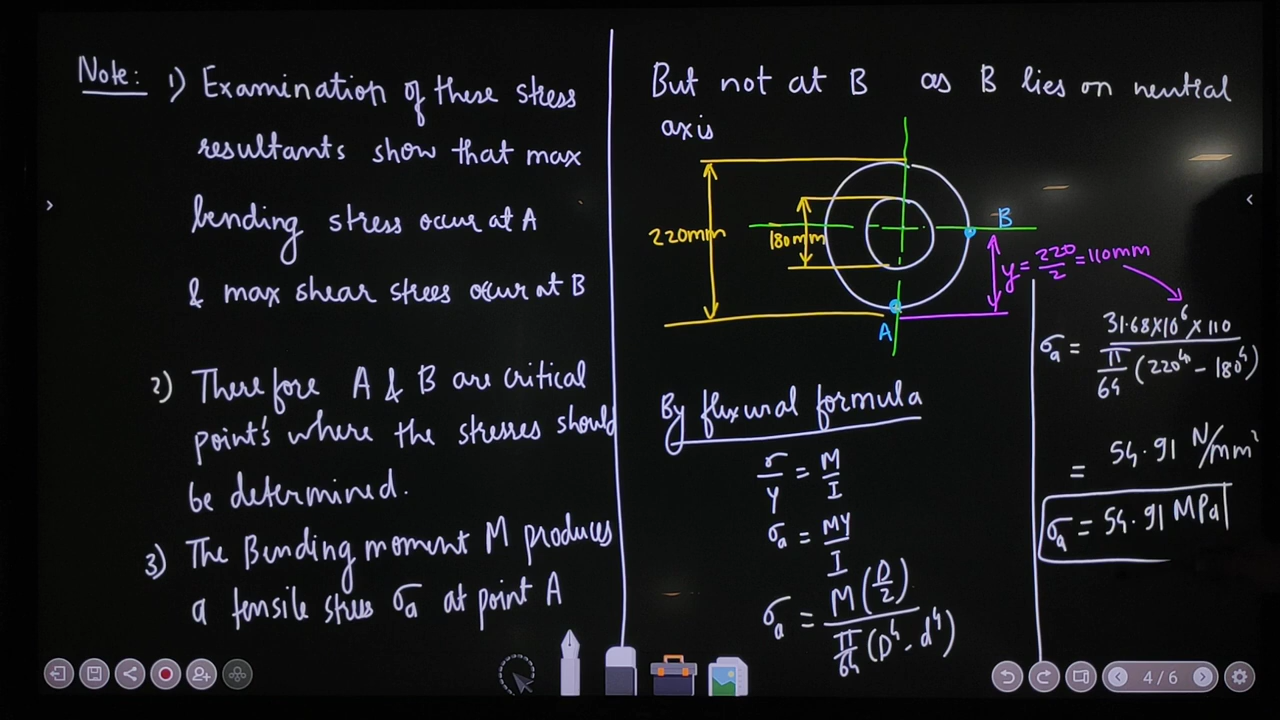 Note: 1) Examination of these stress
resultants show that max
bending stress occur at A
& max shear strees occur at B
2) Therefore A & B are critical
point's where the stresses should
be determined.
3) The Bending moment M produces
a tensile stress σa at point A
But not at B as B lies on neutral
axis
220mm
180mm
B
A
y = 220/2 = 110mm
By fluxural formula
σ/y = M/I
σa = My/I
σa = M(D/2) / π/64 (D⁴ - d⁴)
σa = 31.68×10⁶×110 / π/64 (220⁴ - 180⁴)
= 54.91 N/mm²
σa = 54.91 MPa
4/6